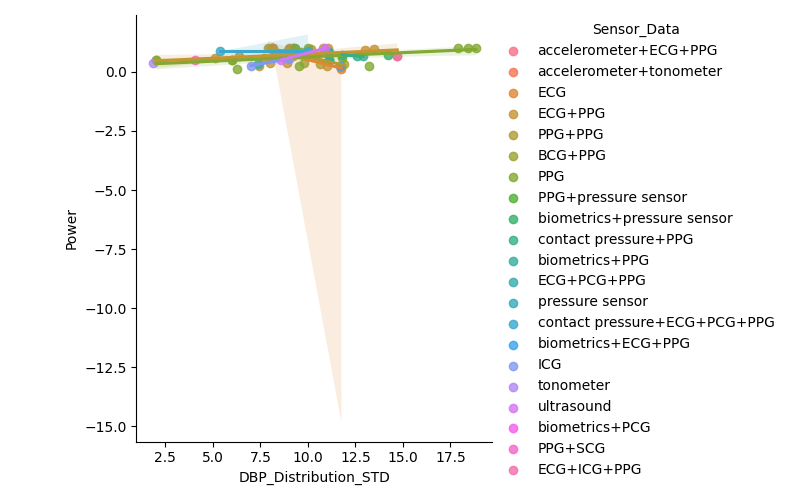 Power
0.0
−2.5
−5.0
−7.5
−10.0
−12.5
−15.0
2.5 5.0 7.5 10.0 12.5 15.0 17.5
DBP_Distribution_STD
Sensor_Data
accelerometer+ECG+PPG
accelerometer+tonometer
ECG
ECG+PPG
PPG+PPG
BCG+PPG
PPG
PPG+pressure sensor
biometrics+pressure sensor
contact pressure+PPG
biometrics+PPG
ECG+PCG+PPG
pressure sensor
contact pressure+ECG+PCG+PPG
biometrics+ECG+PPG
ICG
tonometer
ultrasound
biometrics+PCG
PPG+SCG
ECG+ICG+PPG